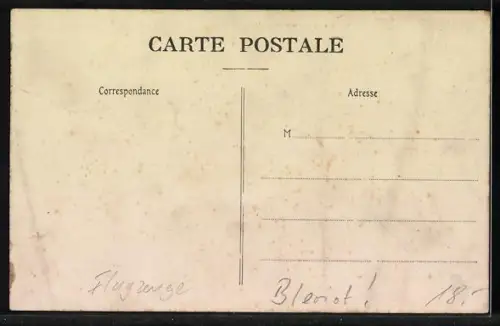 CARTE POSTALE
Correspondance
Adresse
M
Flugzeuge
Bleriot!
18.-